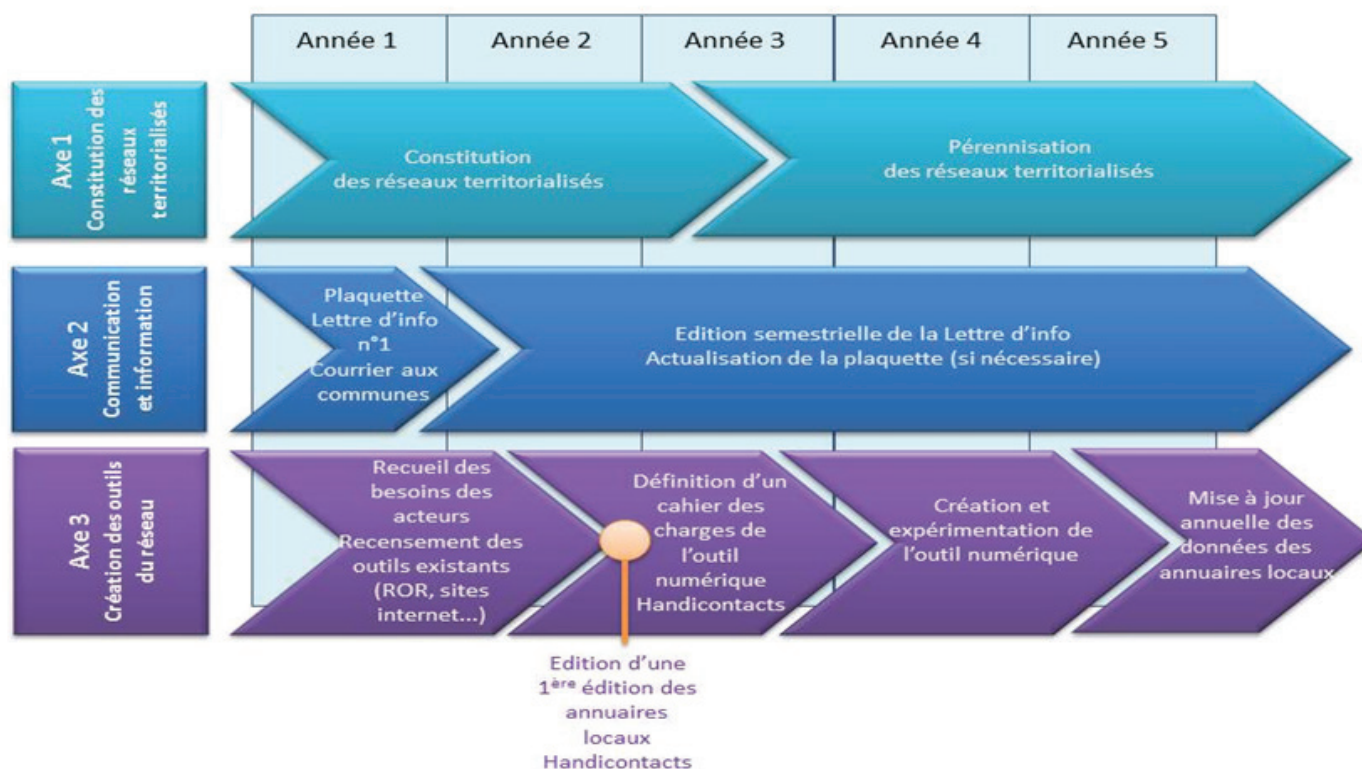 Année 1
Année 2
Année 3
Année 4
Année 5
Axe 1
Constitution des
réseaux
territorialisés
Constitution
des réseaux territorialisés
Pérennisation
des réseaux territorialisés
Axe 2
Communication
et information
Plaquette
Lettre d'info
n°1
Courrier aux
communes
Edition semestrielle de la Lettre d'info
Actualisation de la plaquette (si nécessaire)
Axe 3
Création des outils
du réseau
Recueil des
besoins des
acteurs
Recensement des
outils existants
(ROR, sites
internet...)
Définition d'un
cahier des
charges de
l'outil
numérique
Handicontacts
Création et
expérimentation de
l'outil numérique
Mise à jour
annuelle des
données des
annuaires locaux
Edition d'une
1ère édition des
annuaires
locaux
Handicontacts